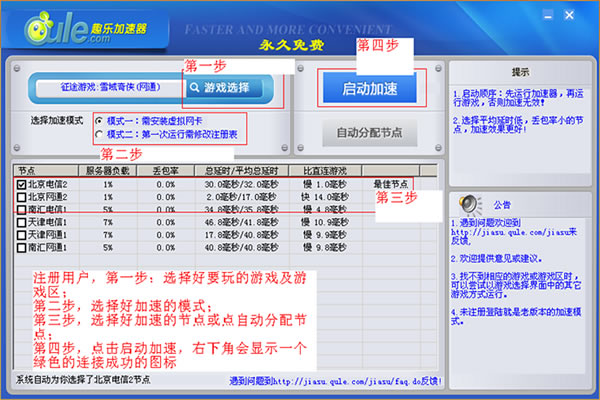 Qule.com 趣乐加速器
FASTER AND MORE CONVENIENT
永久免费
第一步
第四步
征途游戏:雪域奇侠(网通)
游戏选择
启动加速
选择加速模式
模式一：需安装虚拟网卡
模式二：第一次运行需修改注册表
自动分配节点
第二步
提示
1.启动顺序：先运行加速器，再运
行游戏，否则加速无效!
2.选择平均延时低，丢包率小的节
点，加速效果更好!
节点 服务器负载 丢包率 总延时/平均总延时 比直连游戏
北京电信2 1% 0.0% 30.0毫秒/32.0毫秒 慢 1.0毫秒 最佳节点
北京网通2 1% 0.0% 2.0毫秒/17.0毫秒 快 14.0毫秒
第三步
南汇电信1 5% 0.0% 34.8毫秒/35.8毫秒 慢 4.8毫秒
天津电信1 7% 0.0% 46.8毫秒/41.8毫秒 慢 10.9毫秒
天津网通1 7% 0.0% 20.8毫秒/40.8毫秒 慢 9.9毫秒
南汇网通1 5% 0.0% 40.8毫秒/40.8毫秒 慢 9.8毫秒
注册用户，第一步：选择好要玩的游戏及游
戏区；
第二步，选择好加速的模式；
第三步，选择好加速的节点或点自动分配节
点；
第四步，点击启动加速，右下角会显示一个
绿色的连接成功的图标
公告
1.遇到问题欢迎到
http://jiazu.qule.com/jiazu来
反馈，
2.欢迎提供意见或建议。
3.找不到相应的游戏或游戏区时，
可以尝试以游戏选择界面中的其它
游戏方式运行。
4.未注册登陆就是老版本的加速模
式。
系统自动为你选择了北京电信2节点
遇到问题到http://jiazu.qule.com/jiazu/faq.do反馈!